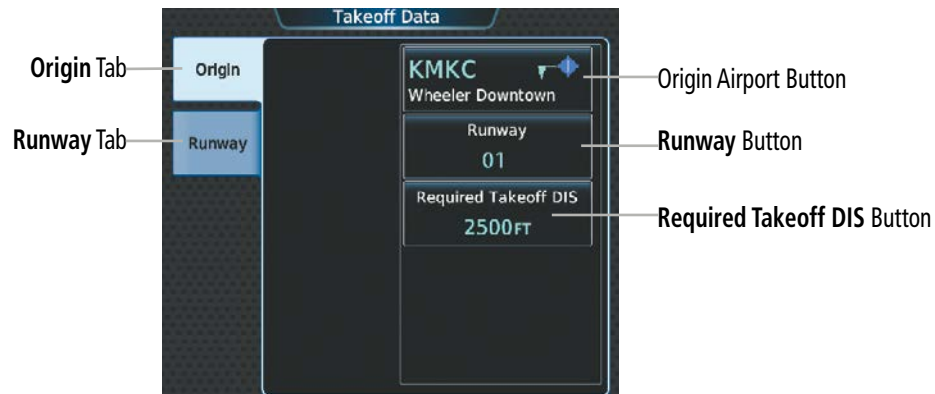 Takeoff Data
Origin Tab
Origin
KMKC
Wheeler Downtown
Origin Airport Button
Runway Tab
Runway
Runway
01
Runway Button
Required Takeoff DIS
2500FT
Required Takeoff DIS Button